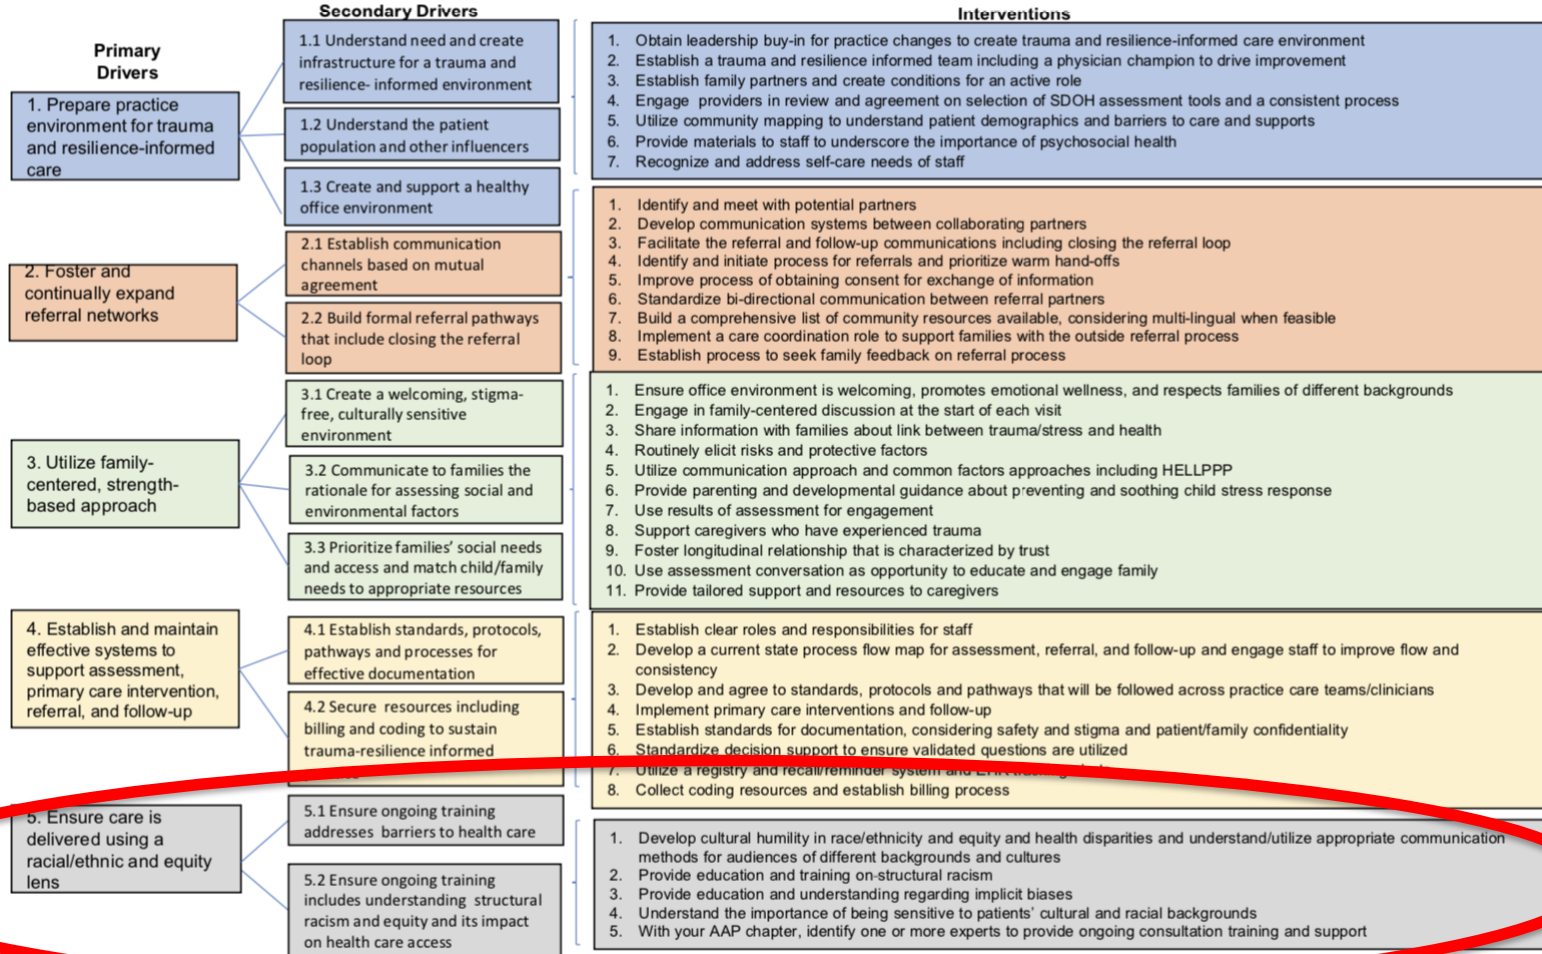 Secondary Drivers
Interventions
Primary
Drivers
1. Prepare practice
environment for trauma
and resilience-informed
care
1.1 Understand need and create
infrastructure for a trauma and
resilience- informed environment
1.2 Understand the patient
population and other influencers
1.3 Create and support a healthy
office environment
1. Obtain leadership buy-in for practice changes to create trauma and resilience-informed care environment
2. Establish a trauma and resilience informed team including a physician champion to drive improvement
3. Establish family partners and create conditions for an active role
4. Engage providers in review and agreement on selection of SDOH assessment tools and a consistent process
5. Utilize community mapping to understand patient demographics and barriers to care and supports
6. Provide materials to staff to underscore the importance of psychosocial health
7. Recognize and address self-care needs of staff
2. Foster and
continually expand
referral networks
2.1 Establish communication
channels based on mutual
agreement
2.2 Build formal referral pathways
that include closing the referral
loop
1. Identify and meet with potential partners
2. Develop communication systems between collaborating partners
3. Facilitate the referral and follow-up communications including closing the referral loop
4. Identify and initiate process for referrals and prioritize warm hand-offs
5. Improve process of obtaining consent for exchange of information
6. Standardize bi-directional communication between referral partners
7. Build a comprehensive list of community resources available, considering multi-lingual when feasible
8. Implement a care coordination role to support families with the outside referral process
9. Establish process to seek family feedback on referral process
3. Utilize family-
centered, strength-
based approach
3.1 Create a welcoming, stigma-
free, culturally sensitive
environment
3.2 Communicate to families the
rationale for assessing social and
environmental factors
3.3 Prioritize families' social needs
and access and match child/family
needs to appropriate resources
1. Ensure office environment is welcoming, promotes emotional wellness, and respects families of different backgrounds
2. Engage in family-centered discussion at the start of each visit
3. Share information with families about link between trauma/stress and health
4. Routinely elicit risks and protective factors
5. Utilize communication approach and common factors approaches including HELLPPP
6. Provide parenting and developmental guidance about preventing and soothing child stress response
7. Use results of assessment for engagement
8. Support caregivers who have experienced trauma
9. Foster longitudinal relationship that is characterized by trust
10. Use assessment conversation as opportunity to educate and engage family
11. Provide tailored support and resources to caregivers
4. Establish and maintain
effective systems to
support assessment,
primary care intervention,
referral, and follow-up
4.1 Establish standards, protocols,
pathways and processes for
effective documentation
4.2 Secure resources including
billing and coding to sustain
trauma-resilience informed
1. Establish clear roles and responsibilities for staff
2. Develop a current state process flow map for assessment, referral, and follow-up and engage staff to improve flow and
consistency
3. Develop and agree to standards, protocols and pathways that will be followed across practice care teams/clinicians
4. Implement primary care interventions and follow-up
5. Establish standards for documentation, considering safety and stigma and patient/family confidentiality
6. Standardize decision support to ensure validated questions are utilized
7. Utilize a registry and recall/reminder system and EHR
8. Collect coding resources and establish billing process
5. Ensure care is
delivered using a
racial/ethnic and equity
lens
5.1 Ensure ongoing training
addresses barriers to health care
5.2 Ensure ongoing training
includes understanding structural
racism and equity and its impact
on health care access
1. Develop cultural humility in race/ethnicity and equity and health disparities and understand/utilize appropriate communication
methods for audiences of different backgrounds and cultures
2. Provide education and training on-structural racism
3. Provide education and understanding regarding implicit biases
4. Understand the importance of being sensitive to patients' cultural and racial backgrounds
5. With your AAP chapter, identify one or more experts to provide ongoing consultation training and support